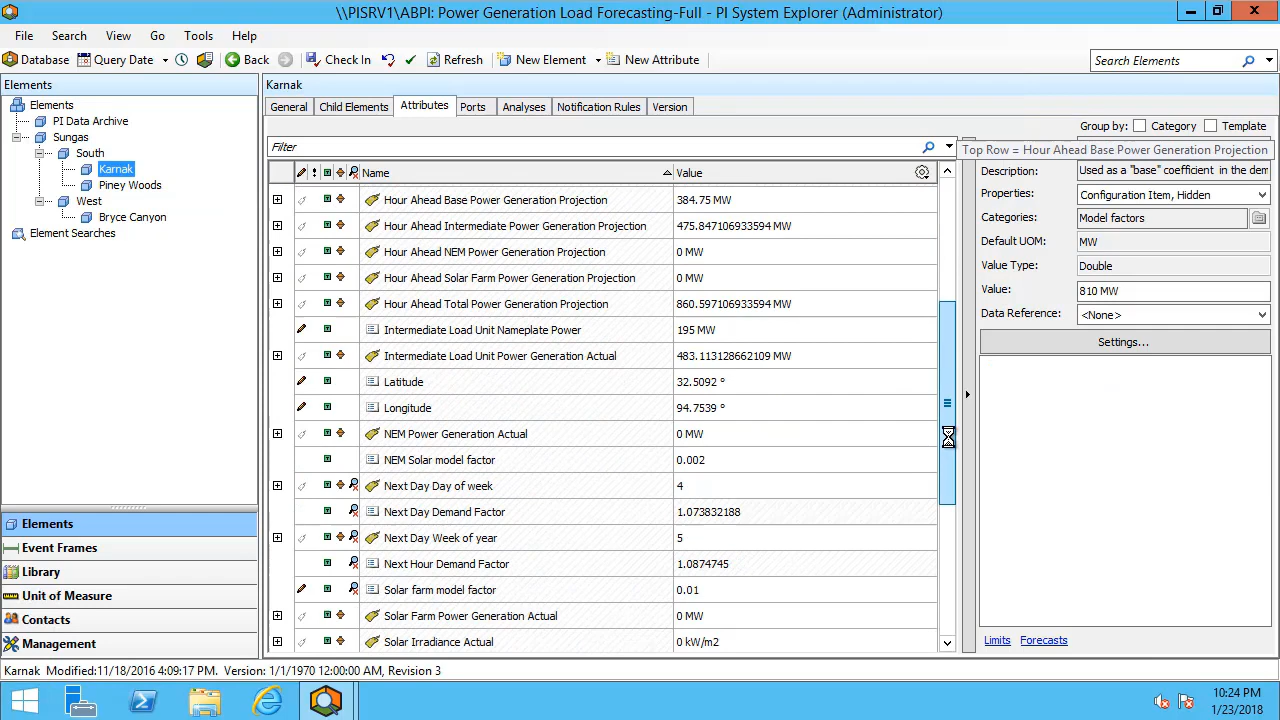 \\PISRV1\ABPI: Power Generation Load Forecasting-Full - PI System Explorer (Administrator)
File Search View Go Tools Help
Database Query Date Back Check In Refresh New Element New Attribute Search Elements
Elements
Elements
PI Data Archive
Sungas
South
Karnak
Piney Woods
West
Bryce Canyon
Element Searches
Elements
Event Frames
Library
Unit of Measure
Contacts
Management
Karnak
General Child Elements Attributes Ports Analyses Notification Rules Version
Group by: Category Template
Filter
Top Row = Hour Ahead Base Power Generation Projection
Name Value
Hour Ahead Base Power Generation Projection 384.75 MW
Hour Ahead Intermediate Power Generation Projection 475.847106933594 MW
Hour Ahead NEM Power Generation Projection 0 MW
Hour Ahead Solar Farm Power Generation Projection 0 MW
Hour Ahead Total Power Generation Projection 860.597106933594 MW
Intermediate Load Unit Nameplate Power 195 MW
Intermediate Load Unit Power Generation Actual 483.113128662109 MW
Latitude 32.5092 °
Longitude 94.7539 °
NEM Power Generation Actual 0 MW
NEM Solar model factor 0.002
Next Day Day of week 4
Next Day Demand Factor 1.073832188
Next Day Week of year 5
Next Hour Demand Factor 1.0874745
Solar farm model factor 0.01
Solar Farm Power Generation Actual 0 MW
Solar Irradiance Actual 0 kW/m2
Description: Used as a "base" coefficient in the dem
Properties: Configuration Item, Hidden
Categories: Model factors
Default UOM: MW
Value Type: Double
Value: 810 MW
Data Reference: <None>
Settings...
Limits Forecasts
Karnak Modified:11/18/2016 4:09:17 PM. Version: 1/1/1970 12:00:00 AM, Revision 3
10:24 PM
1/23/2018